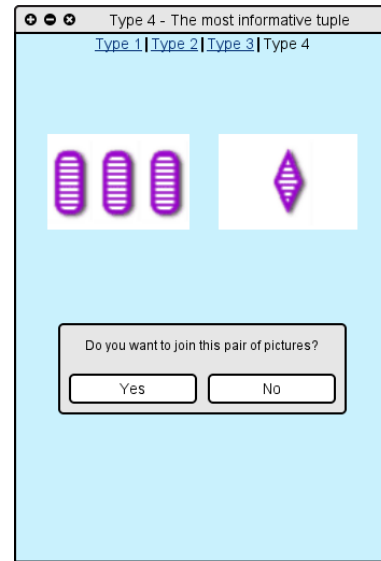 Type 4 - The most informative tuple
Type 1|Type 2|Type 3|Type 4
Do you want to join this pair of pictures?
Yes No